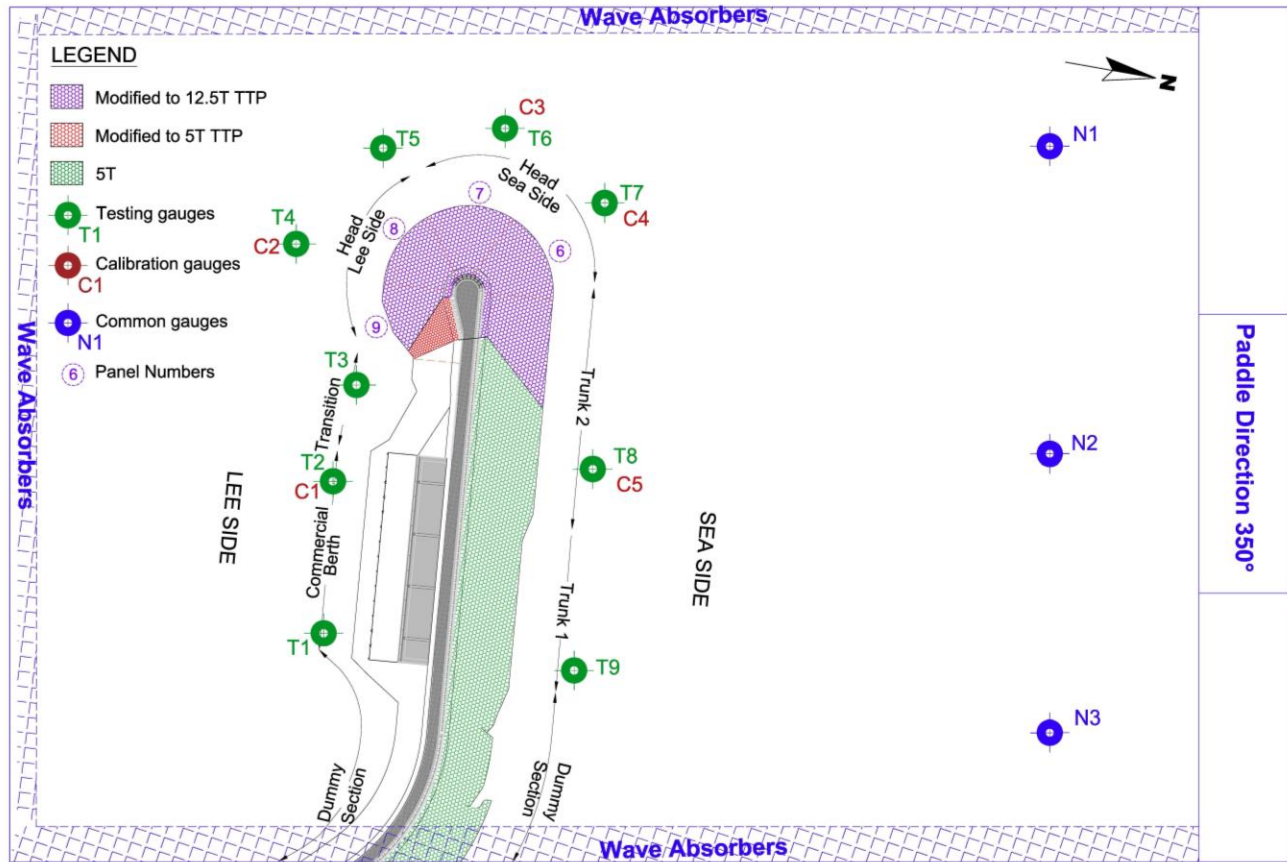 Wave Absorbers
LEGEND
Modified to 12.5T TTP
Modified to 5T TTP
5T
Testing gauges
T1
Calibration gauges
C1
Common gauges
N1
6 Panel Numbers
N
C3
T6
T5
Head
Sea Side
7
T7
C4
T4
C2
Head
Lee Side
8
6
9
N1
T3
Transition
Trunk 2
T2
C1
T8
C5
N2
Commercial
Berth
LEE SIDE
SEA SIDE
Trunk 1
T1
T9
N3
Dummy
Section
Dummy
Section
Wave Absorbers
Wave Absorbers
Paddle Direction 350°